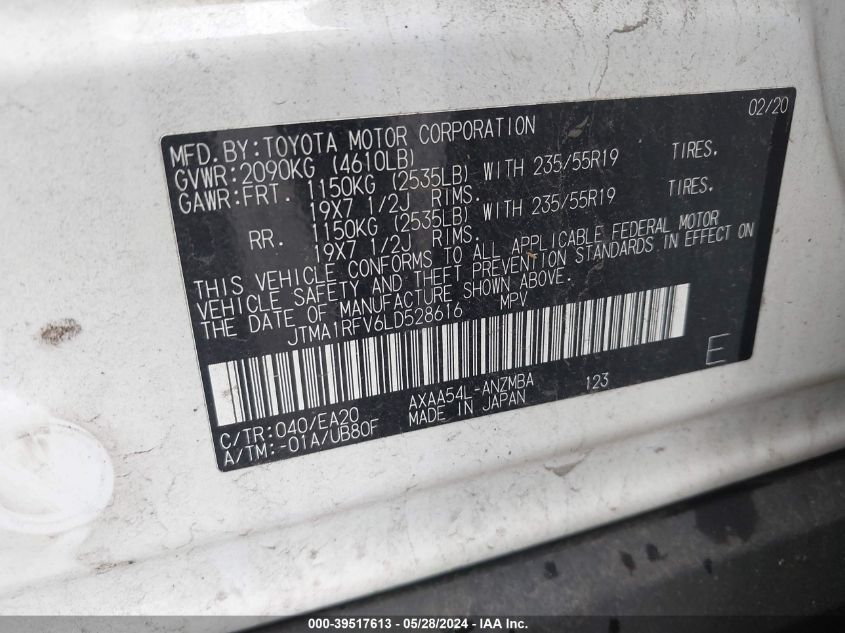 02/20
MFD. BY: TOYOTA MOTOR CORPORATION
GVWR: 2090KG (4610LB)
GAWR: FRT. 1150KG (2535LB) WITH 235/55R19 TIRES.
19X7 1/2J RIMS.
RR. 1150KG (2535LB) WITH 235/55R19 TIRES.
19X7 1/2J RIMS.
THIS VEHICLE CONFORMS TO ALL APPLICABLE FEDERAL MOTOR
VEHICLE SAFETY AND THEFT PREVENTION STANDARDS IN EFFECT ON
THE DATE OF MANUFACTURE SHOWN ABOVE.
JTMA1RFV6LD528616 MPV
E
C/TR: 040/EA20 AXAA54L-ANZMBA 123
A/TM: -01A/UB80F MADE IN JAPAN
000-39517613 - 05/28/2024 - IAA Inc.